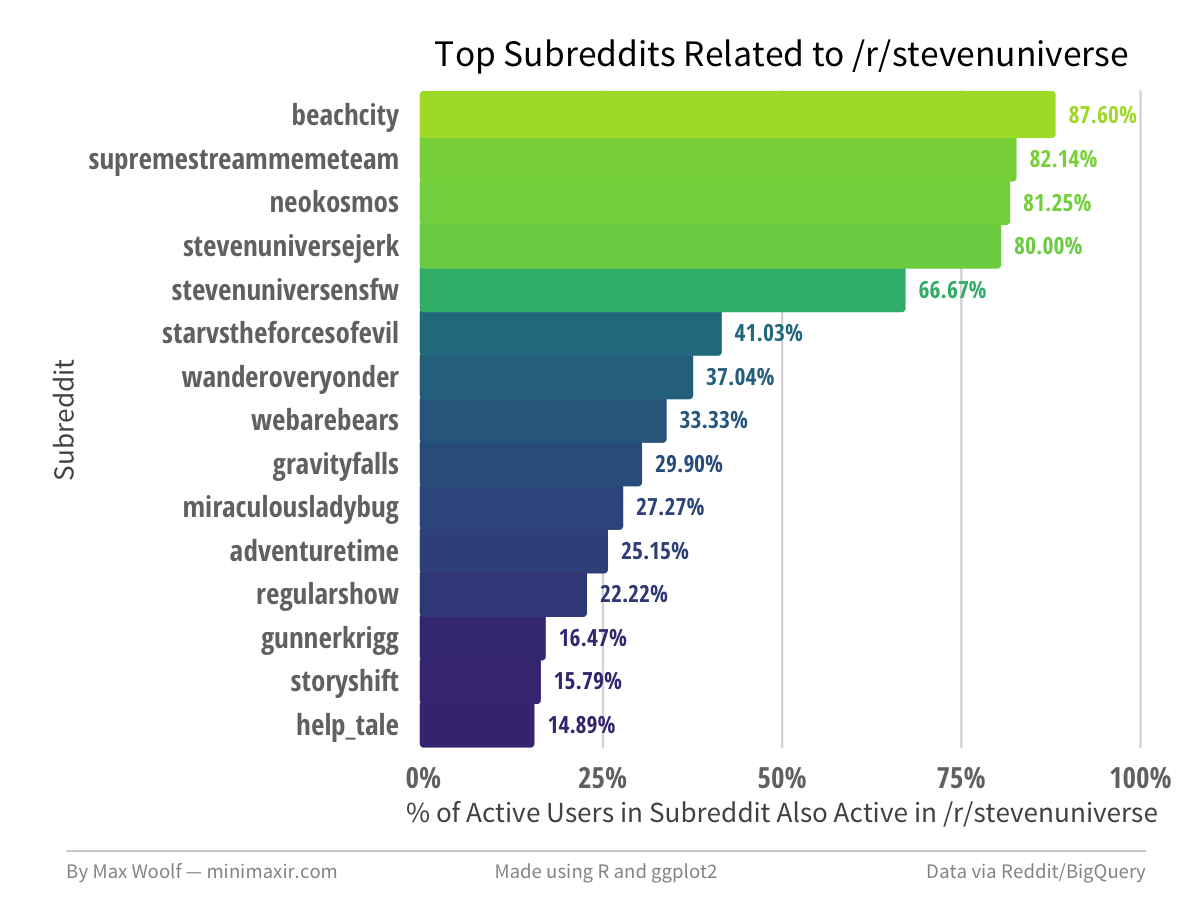 Top Subreddits Related to /r/stevenuniverse
beachcity 87.60%
supremestreammemeteam 82.14%
neokosmos 81.25%
stevenuniversejerk 80.00%
stevenuniversensfw 66.67%
starvstheforcesofevil 41.03%
wanderoveryonder 37.04%
webarebears 33.33%
gravityfalls 29.90%
miraculousladybug 27.27%
adventuretime 25.15%
regularshow 22.22%
gunnerkrigg 16.47%
storyshift 15.79%
help_tale 14.89%
Subreddit
0% 25% 50% 75% 100%
% of Active Users in Subreddit Also Active in /r/stevenuniverse
By Max Woolf — minimaxir.com Made using R and ggplot2 Data via Reddit/BigQuery